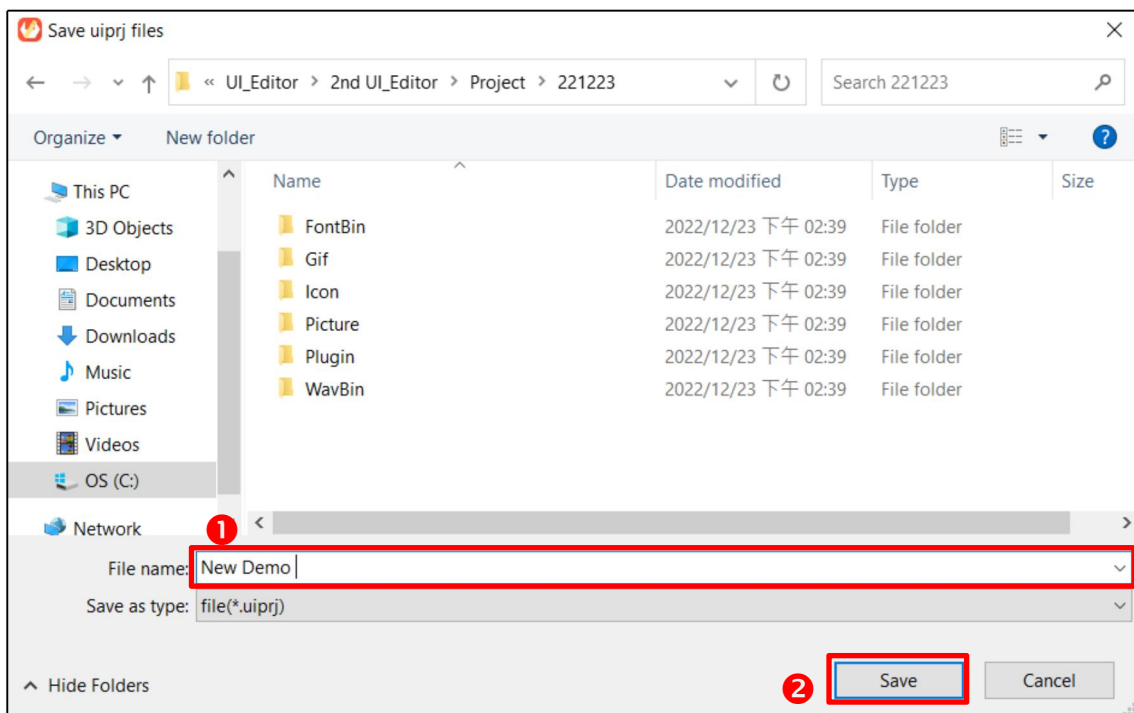 Save uiprj files
« UI_Editor > 2nd UI_Editor > Project > 221223
Search 221223
Organize New folder
?
This PC
3D Objects
Desktop
Documents
Downloads
Music
Pictures
Videos
OS (C:)
Network
Name Date modified Type Size
FontBin 2022/12/23 下午 02:39 File folder
Gif 2022/12/23 下午 02:39 File folder
Icon 2022/12/23 下午 02:39 File folder
Picture 2022/12/23 下午 02:39 File folder
Plugin 2022/12/23 下午 02:39 File folder
WavBin 2022/12/23 下午 02:39 File folder
1
File name: New Demo
Save as type: file(*.uiprj)
Hide Folders
2
Save
Cancel